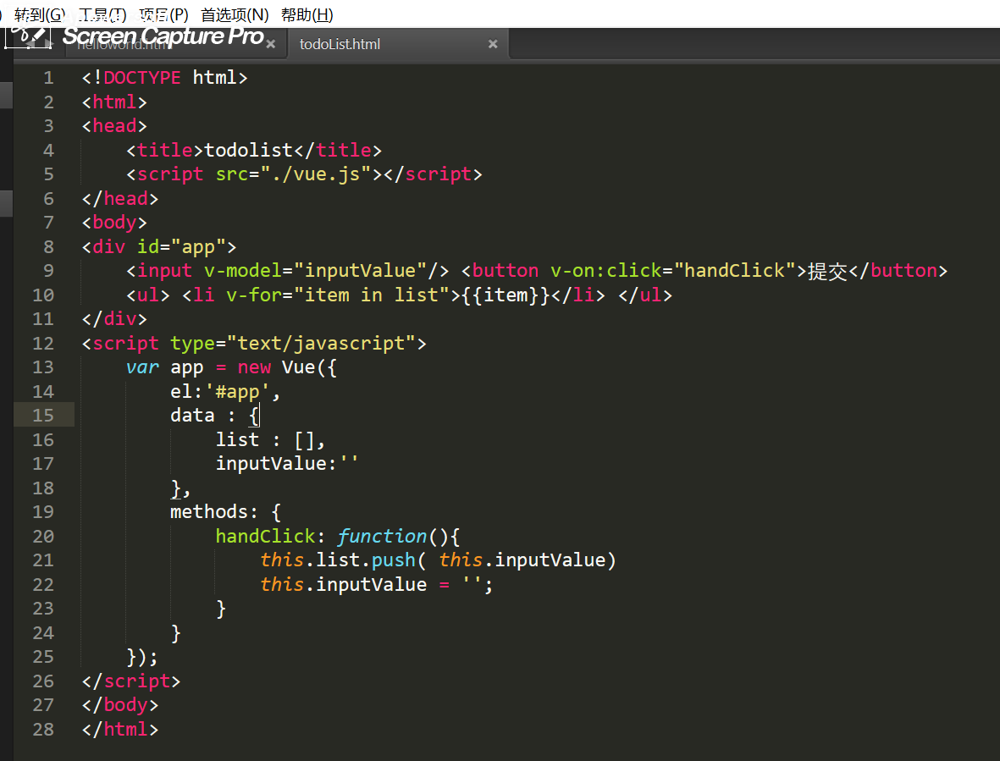 转到(G) 工具(T) 项目(P) 首选项(N) 帮助(H)
Screen Capture Pro
helloworld.html × todoList.html ×
1 <!DOCTYPE html>
2 <html>
3 <head>
4     <title>todolist</title>
5     <script src="./vue.js"></script>
6 </head>
7 <body>
8 <div id="app">
9     <input v-model="inputValue"/> <button v-on:click="handClick">提交</button>
10     <ul> <li v-for="item in list">{{item}}</li> </ul>
11 </div>
12 <script type="text/javascript">
13     var app = new Vue({
14         el:'#app',
15         data : {
16             list : [],
17             inputValue:''
18         },
19         methods: {
20             handClick: function(){
21                 this.list.push( this.inputValue)
22                 this.inputValue = '';
23             }
24         }
25     });
26 </script>
27 </body>
28 </html>